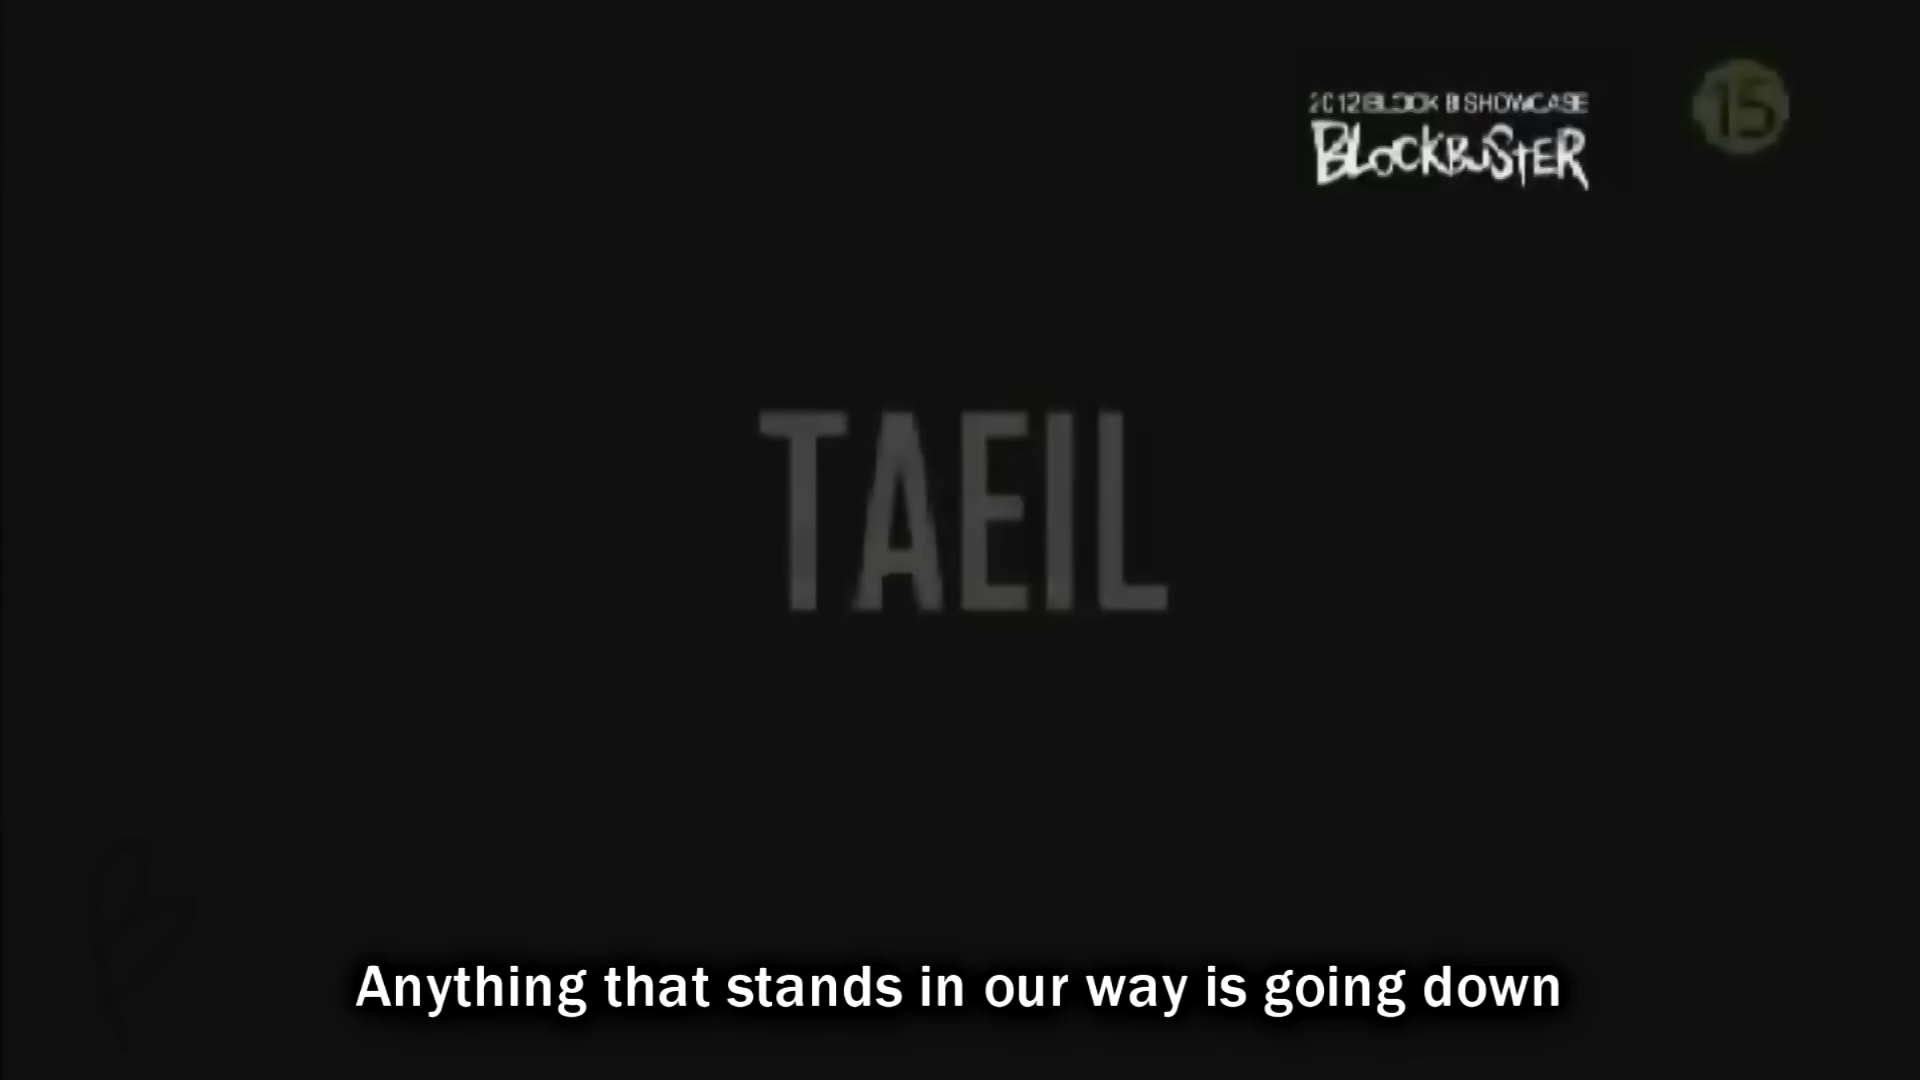 2012 BLOCK B SHOWCASE
BLOCKBUSTER
15
TAEIL
Anything that stands in our way is going down